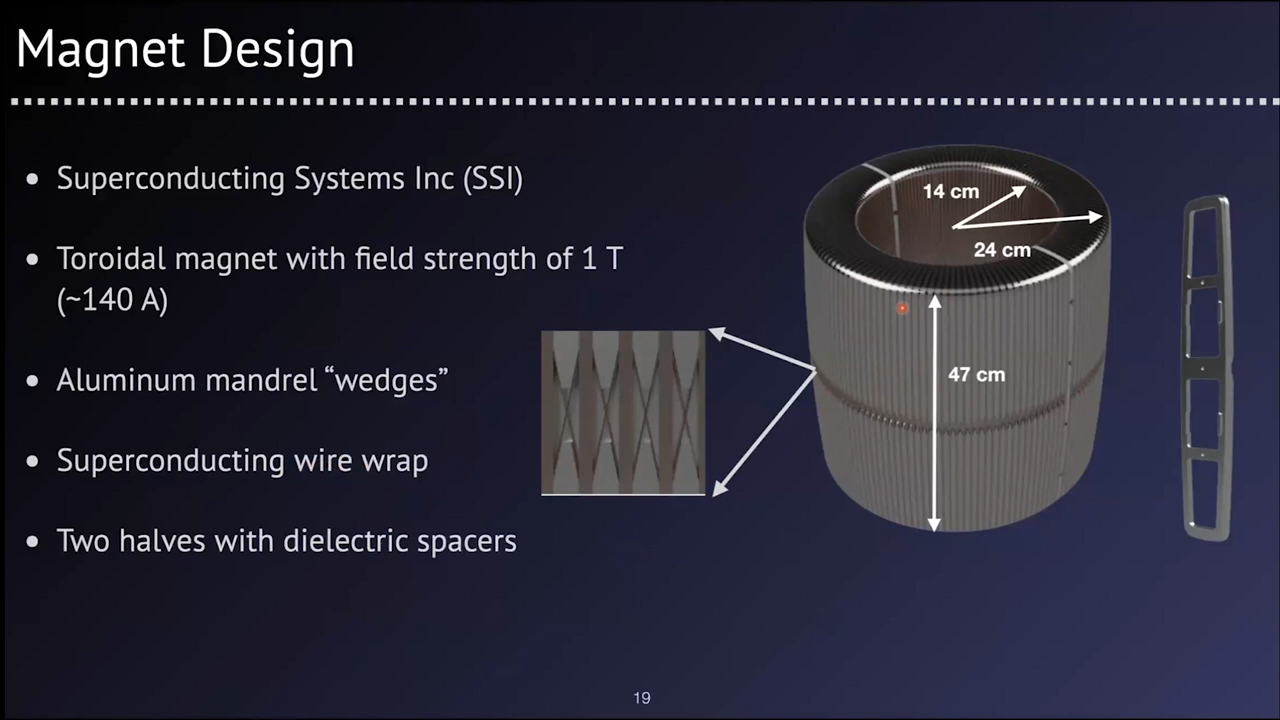 Magnet Design
• Superconducting Systems Inc (SSI)
• Toroidal magnet with field strength of 1 T
(~140 A)
• Aluminum mandrel “wedges”
• Superconducting wire wrap
• Two halves with dielectric spacers
14 cm
24 cm
47 cm
19